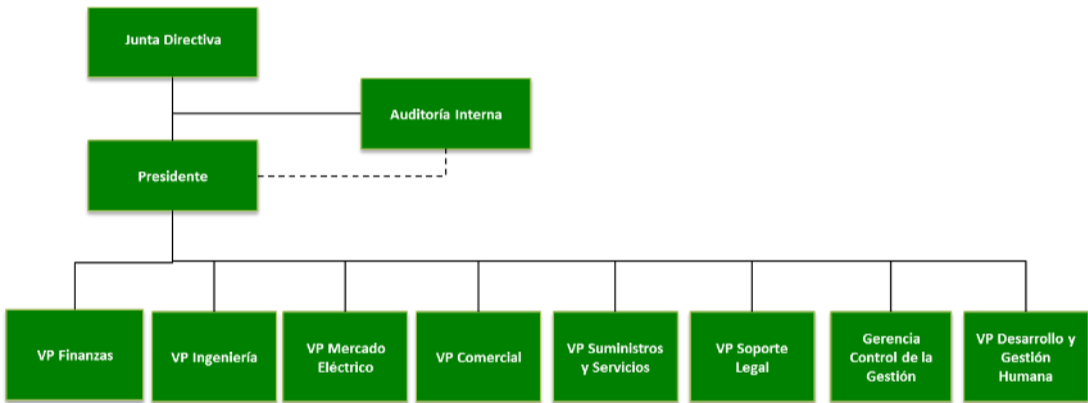 Junta Directiva
Auditoría Interna
Presidente
VP Finanzas
VP Ingeniería
VP Mercado
Eléctrico
VP Comercial
VP Suministros
y Servicios
VP Soporte
Legal
Gerencia
Control de la
Gestión
VP Desarrollo y
Gestión
Humana